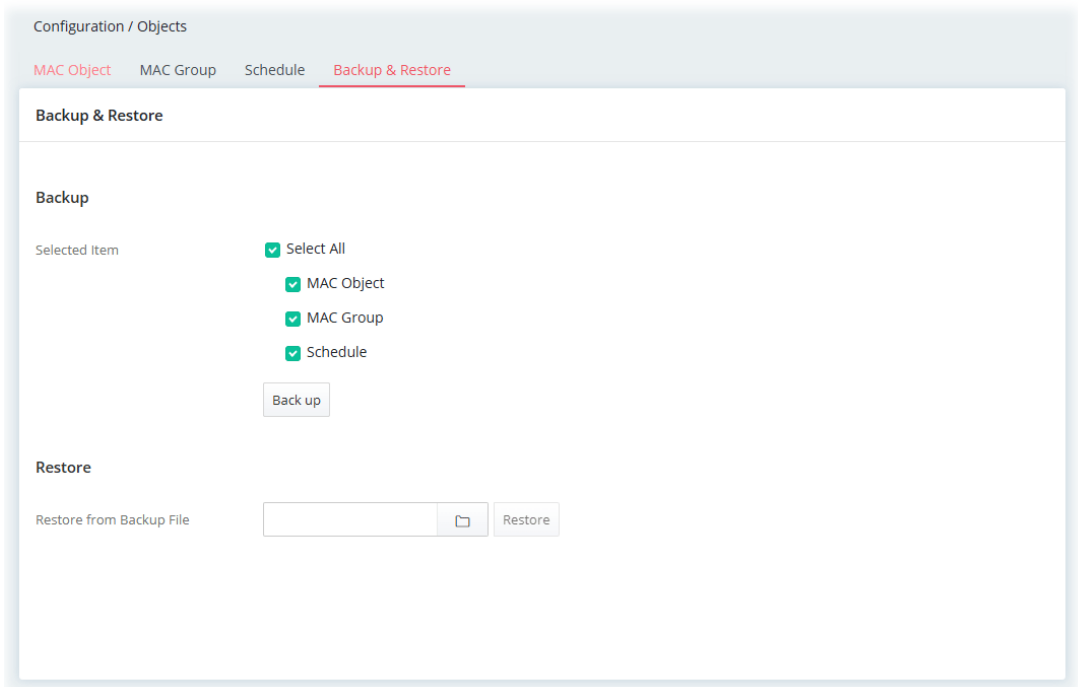 Configuration / Objects
MAC Object MAC Group Schedule Backup & Restore
Backup & Restore
Backup
Selected Item
Select All
MAC Object
MAC Group
Schedule
Back up
Restore
Restore from Backup File
Restore